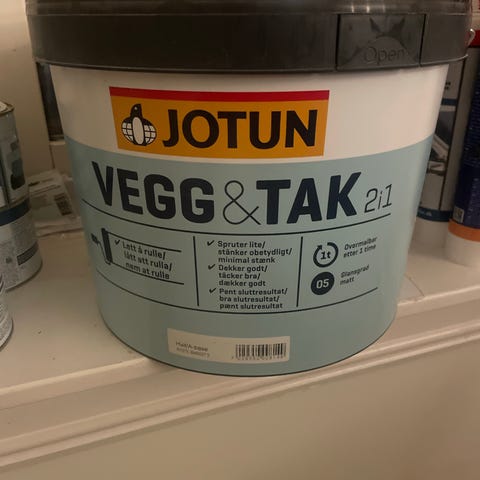 Open
JOTUN
VEGG&TAK 2i1
✓ Lett å rulle/
lått att rulla/
nem at rulle
✓ Spruter lite/
stänker obetydligt/
minimal stænk
✓ Dekker godt/
täcker bra/
dækker godt
✓ Pent sluttresultat/
bra slutresultat/
pænt slutresultat
1t
Overmalbar
etter 1 time
05
Glansgrad
matt